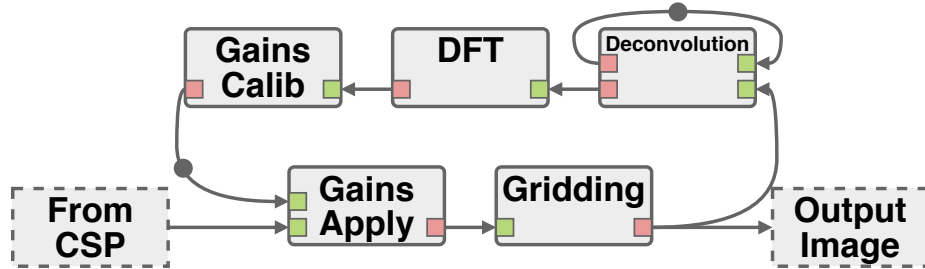 Gains
Calib
DFT
Deconvolution
From
CSP
Gains
Apply
Gridding
Output
Image